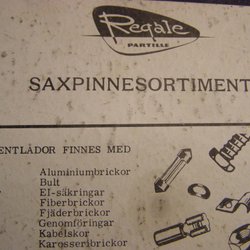 Regale
PARTILLE
SAXPINNESORTIMENT
ENTLÅDOR FINNES MED
Aluminiumbrickor
Bult
El-säkringar
Fiberbrickor
Fjäderbrickor
Genomföringar
Kabelskor
Karosseribrickor